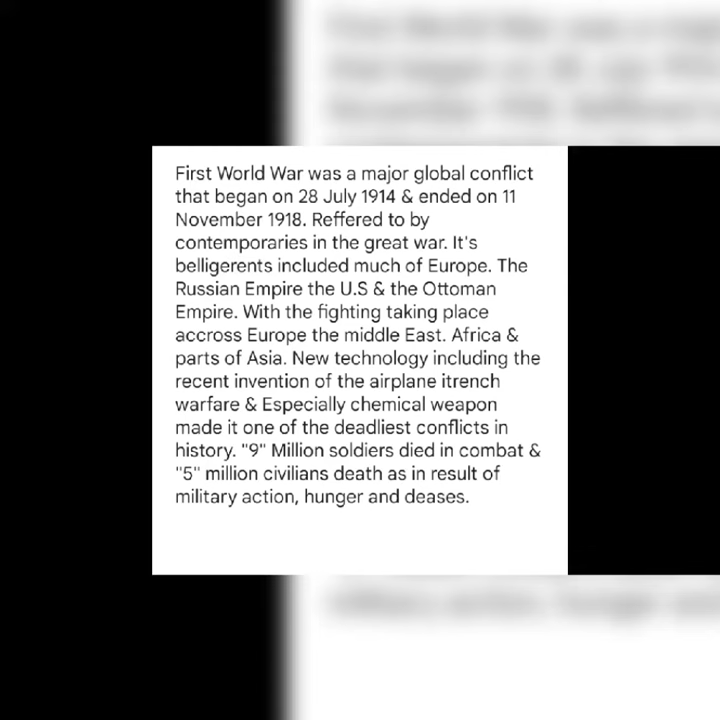 First World War was a major global conflict
that began on 28 July 1914 & ended on 11
November 1918. Reffered to by
contemporaries in the great war. It's
belligerents included much of Europe. The
Russian Empire the U.S & the Ottoman
Empire. With the fighting taking place
accross Europe the middle East. Africa &
parts of Asia. New technology including the
recent invention of the airplane itrench
warfare & Especially chemical weapon
made it one of the deadliest conflicts in
history. "9" Million soldiers died in combat &
"5" million civilians death as in result of
military action, hunger and deases.